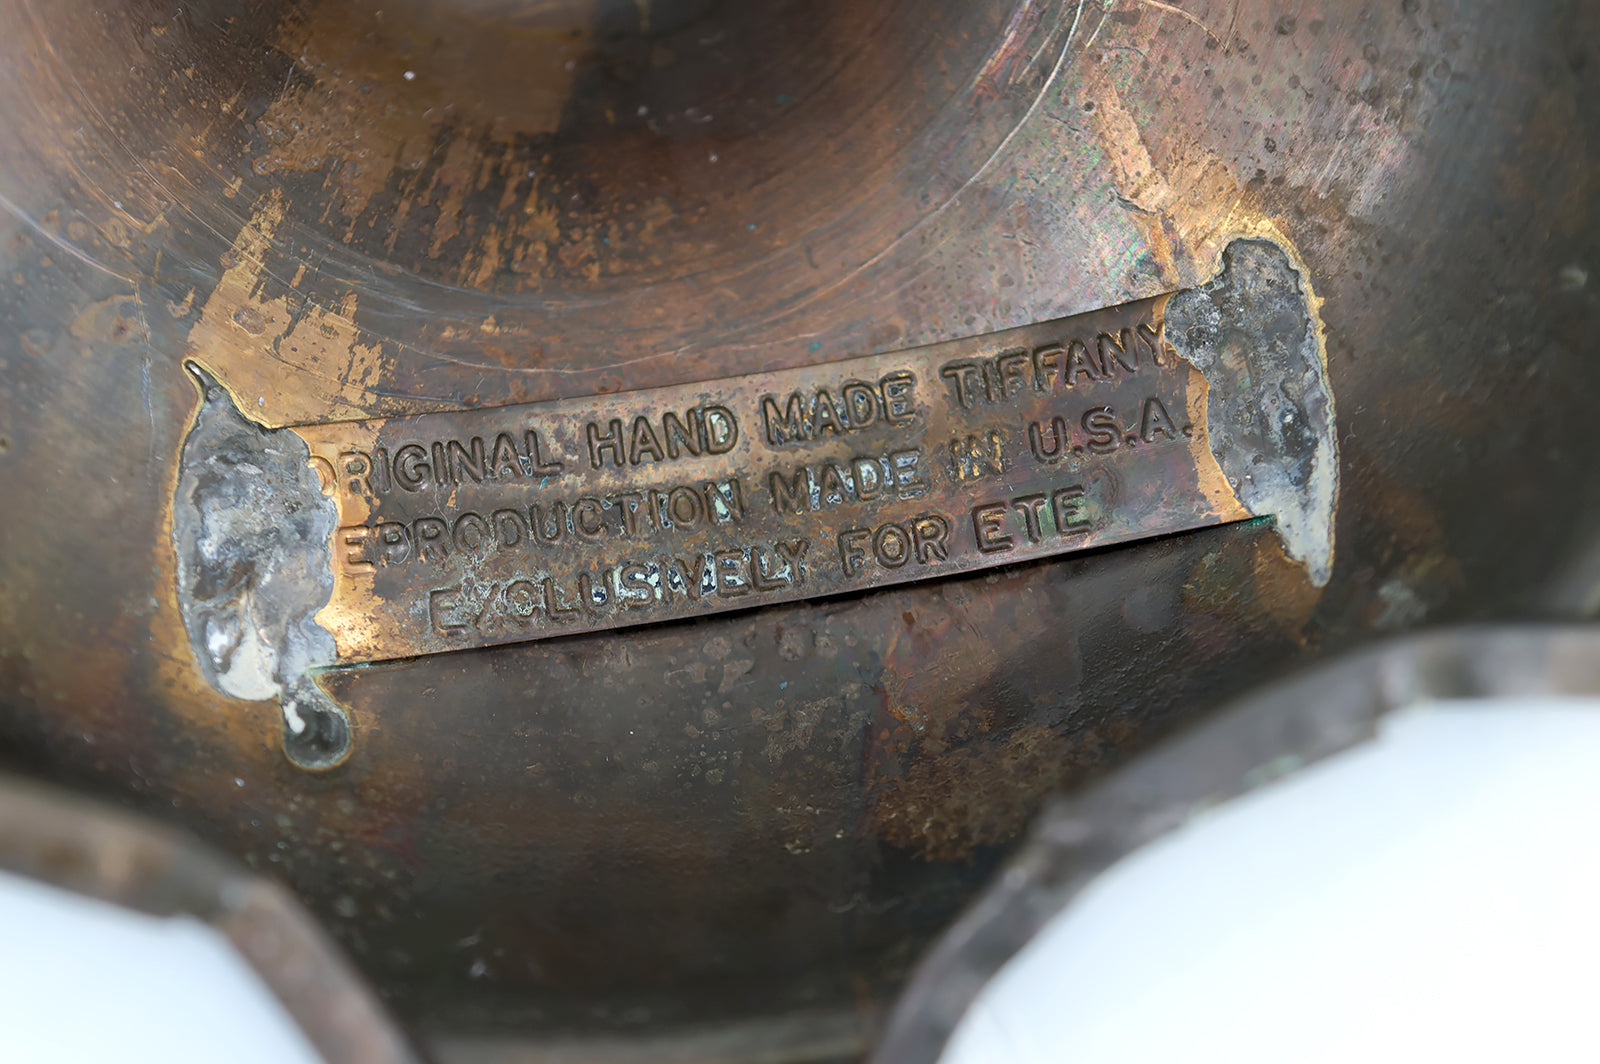 ORIGINAL HAND MADE TIFFANY
EPRODUCTION MADE IN U.S.A.
EXCLUSIVELY FOR ETE